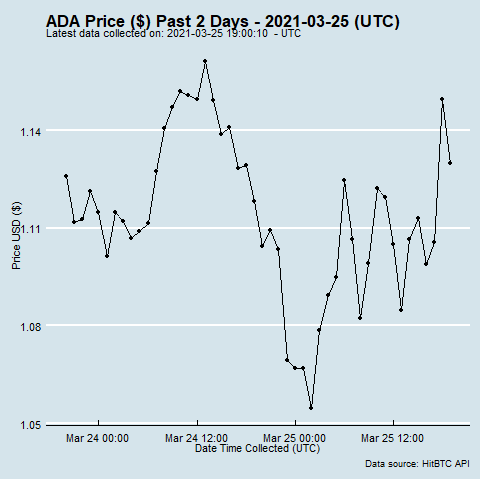 ADA Price ($) Past 2 Days - 2021-03-25 (UTC)
Latest data collected on: 2021-03-25 19:00:10 - UTC
1.14
1.11
1.08
1.05
Price USD ($)
Mar 24 00:00
Mar 24 12:00
Mar 25 00:00
Mar 25 12:00
Date Time Collected (UTC)
Data source: HitBTC API